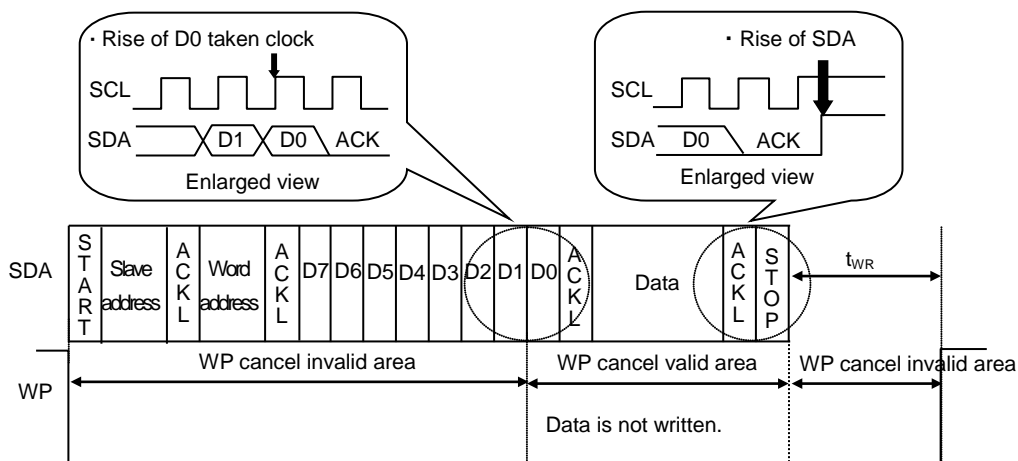 ・Rise of D0 taken clock
SCL
SDA D1 D0 ACK
Enlarged view
・Rise of SDA
SCL
SDA D0 ACK
Enlarged view
SDA
START
Slave address
ACKL
Word address
ACKL
D7 D6 D5 D4 D3 D2 D1 D0
ACKL
Data
ACKL
STOP
tWR
WP
WP cancel invalid area
WP cancel valid area
WP cancel invalid area
Data is not written.